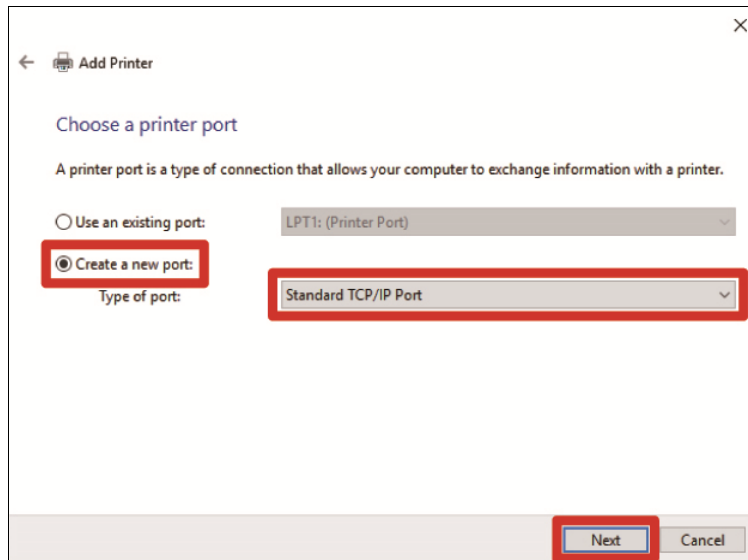 Add Printer
Choose a printer port
A printer port is a type of connection that allows your computer to exchange information with a printer.
Use an existing port: LPT1: (Printer Port)
Create a new port:
Type of port: Standard TCP/IP Port
Next Cancel